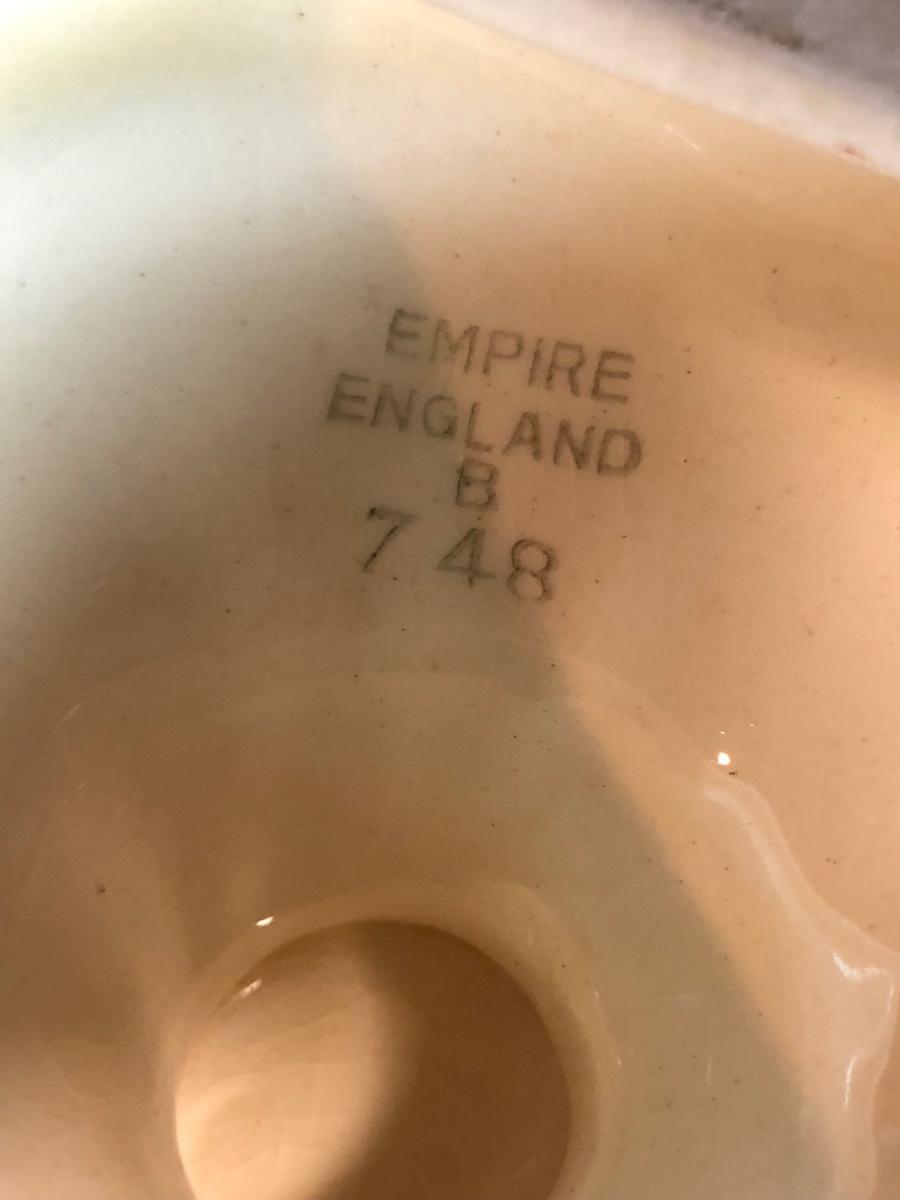 EMPIRE
ENGLAND
B
748